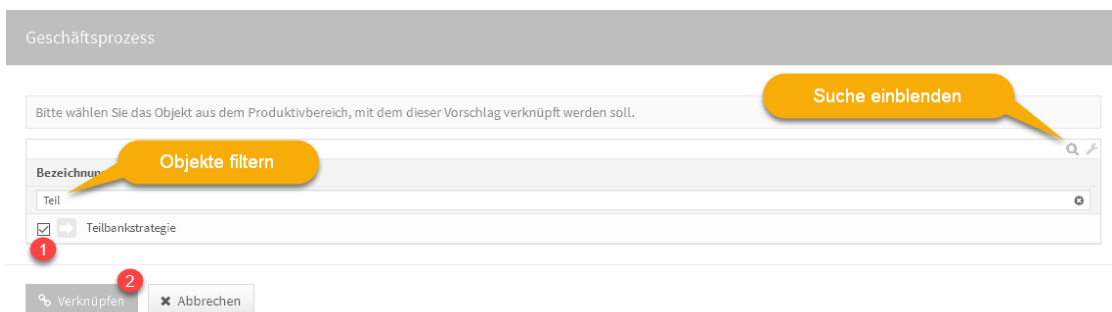 Geschäftsprozess
Suche einblenden
Bitte wählen Sie das Objekt aus dem Produktivbereich, mit dem dieser Vorschlag verknüpft werden soll.
Objekte filtern
Bezeichnun
Teil
Teilbankstrategie
1
2
Verknüpfen
Abbrechen